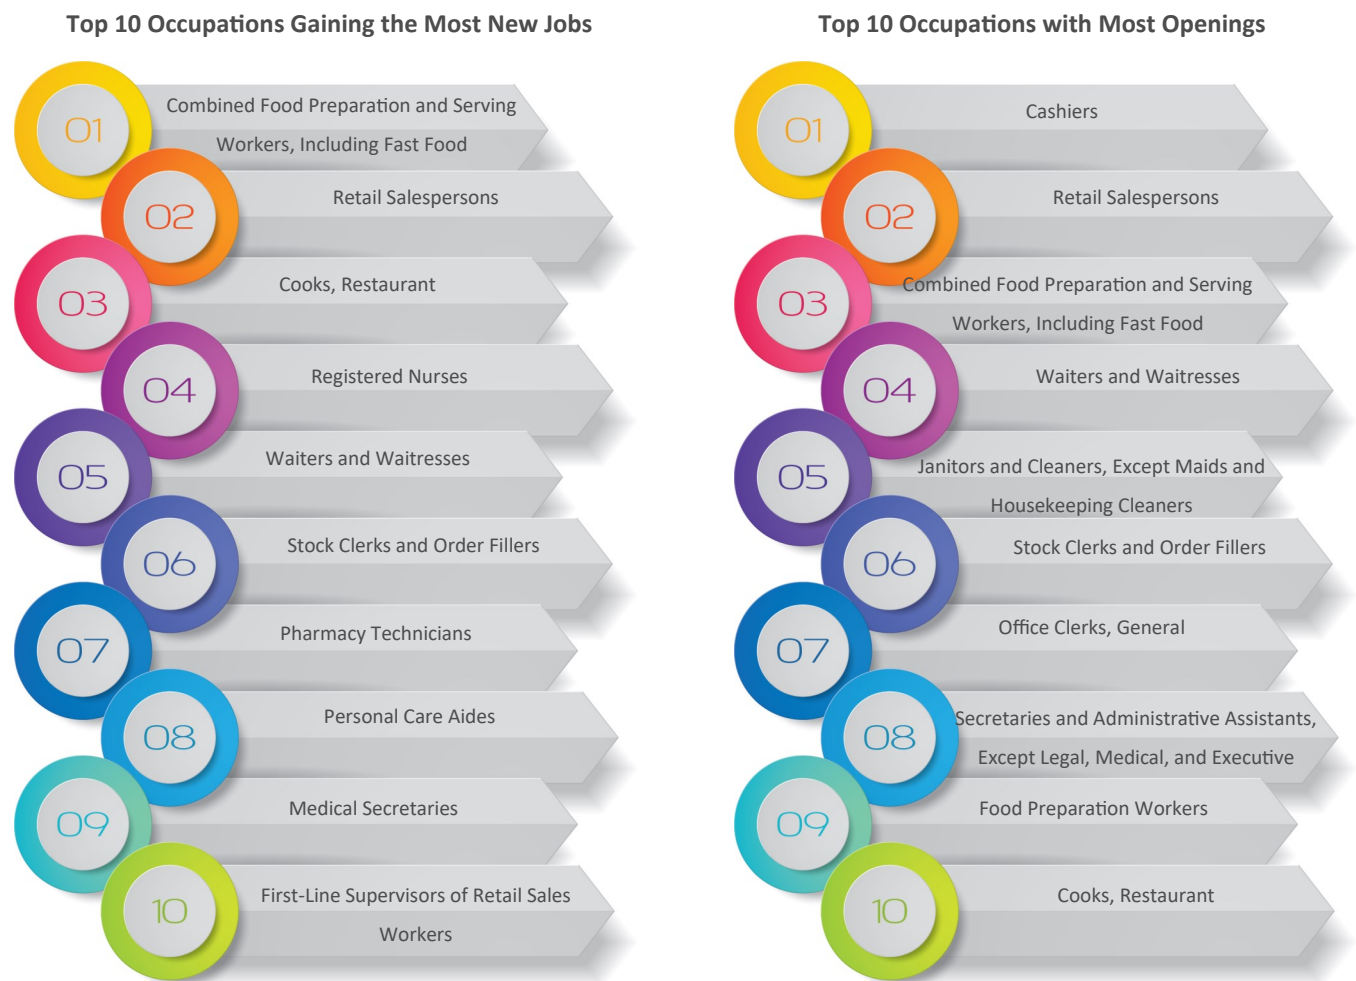 Top 10 Occupations Gaining the Most New Jobs
01
Combined Food Preparation and Serving
Workers, Including Fast Food
02
Retail Salespersons
03
Cooks, Restaurant
04
Registered Nurses
05
Waiters and Waitresses
06
Stock Clerks and Order Fillers
07
Pharmacy Technicians
08
Personal Care Aides
09
Medical Secretaries
10
First-Line Supervisors of Retail Sales
Workers
Top 10 Occupations with Most Openings
01
Cashiers
02
Retail Salespersons
03
Combined Food Preparation and Serving
Workers, Including Fast Food
04
Waiters and Waitresses
05
Janitors and Cleaners, Except Maids and
Housekeeping Cleaners
06
Stock Clerks and Order Fillers
07
Office Clerks, General
08
Secretaries and Administrative Assistants,
Except Legal, Medical, and Executive
09
Food Preparation Workers
10
Cooks, Restaurant